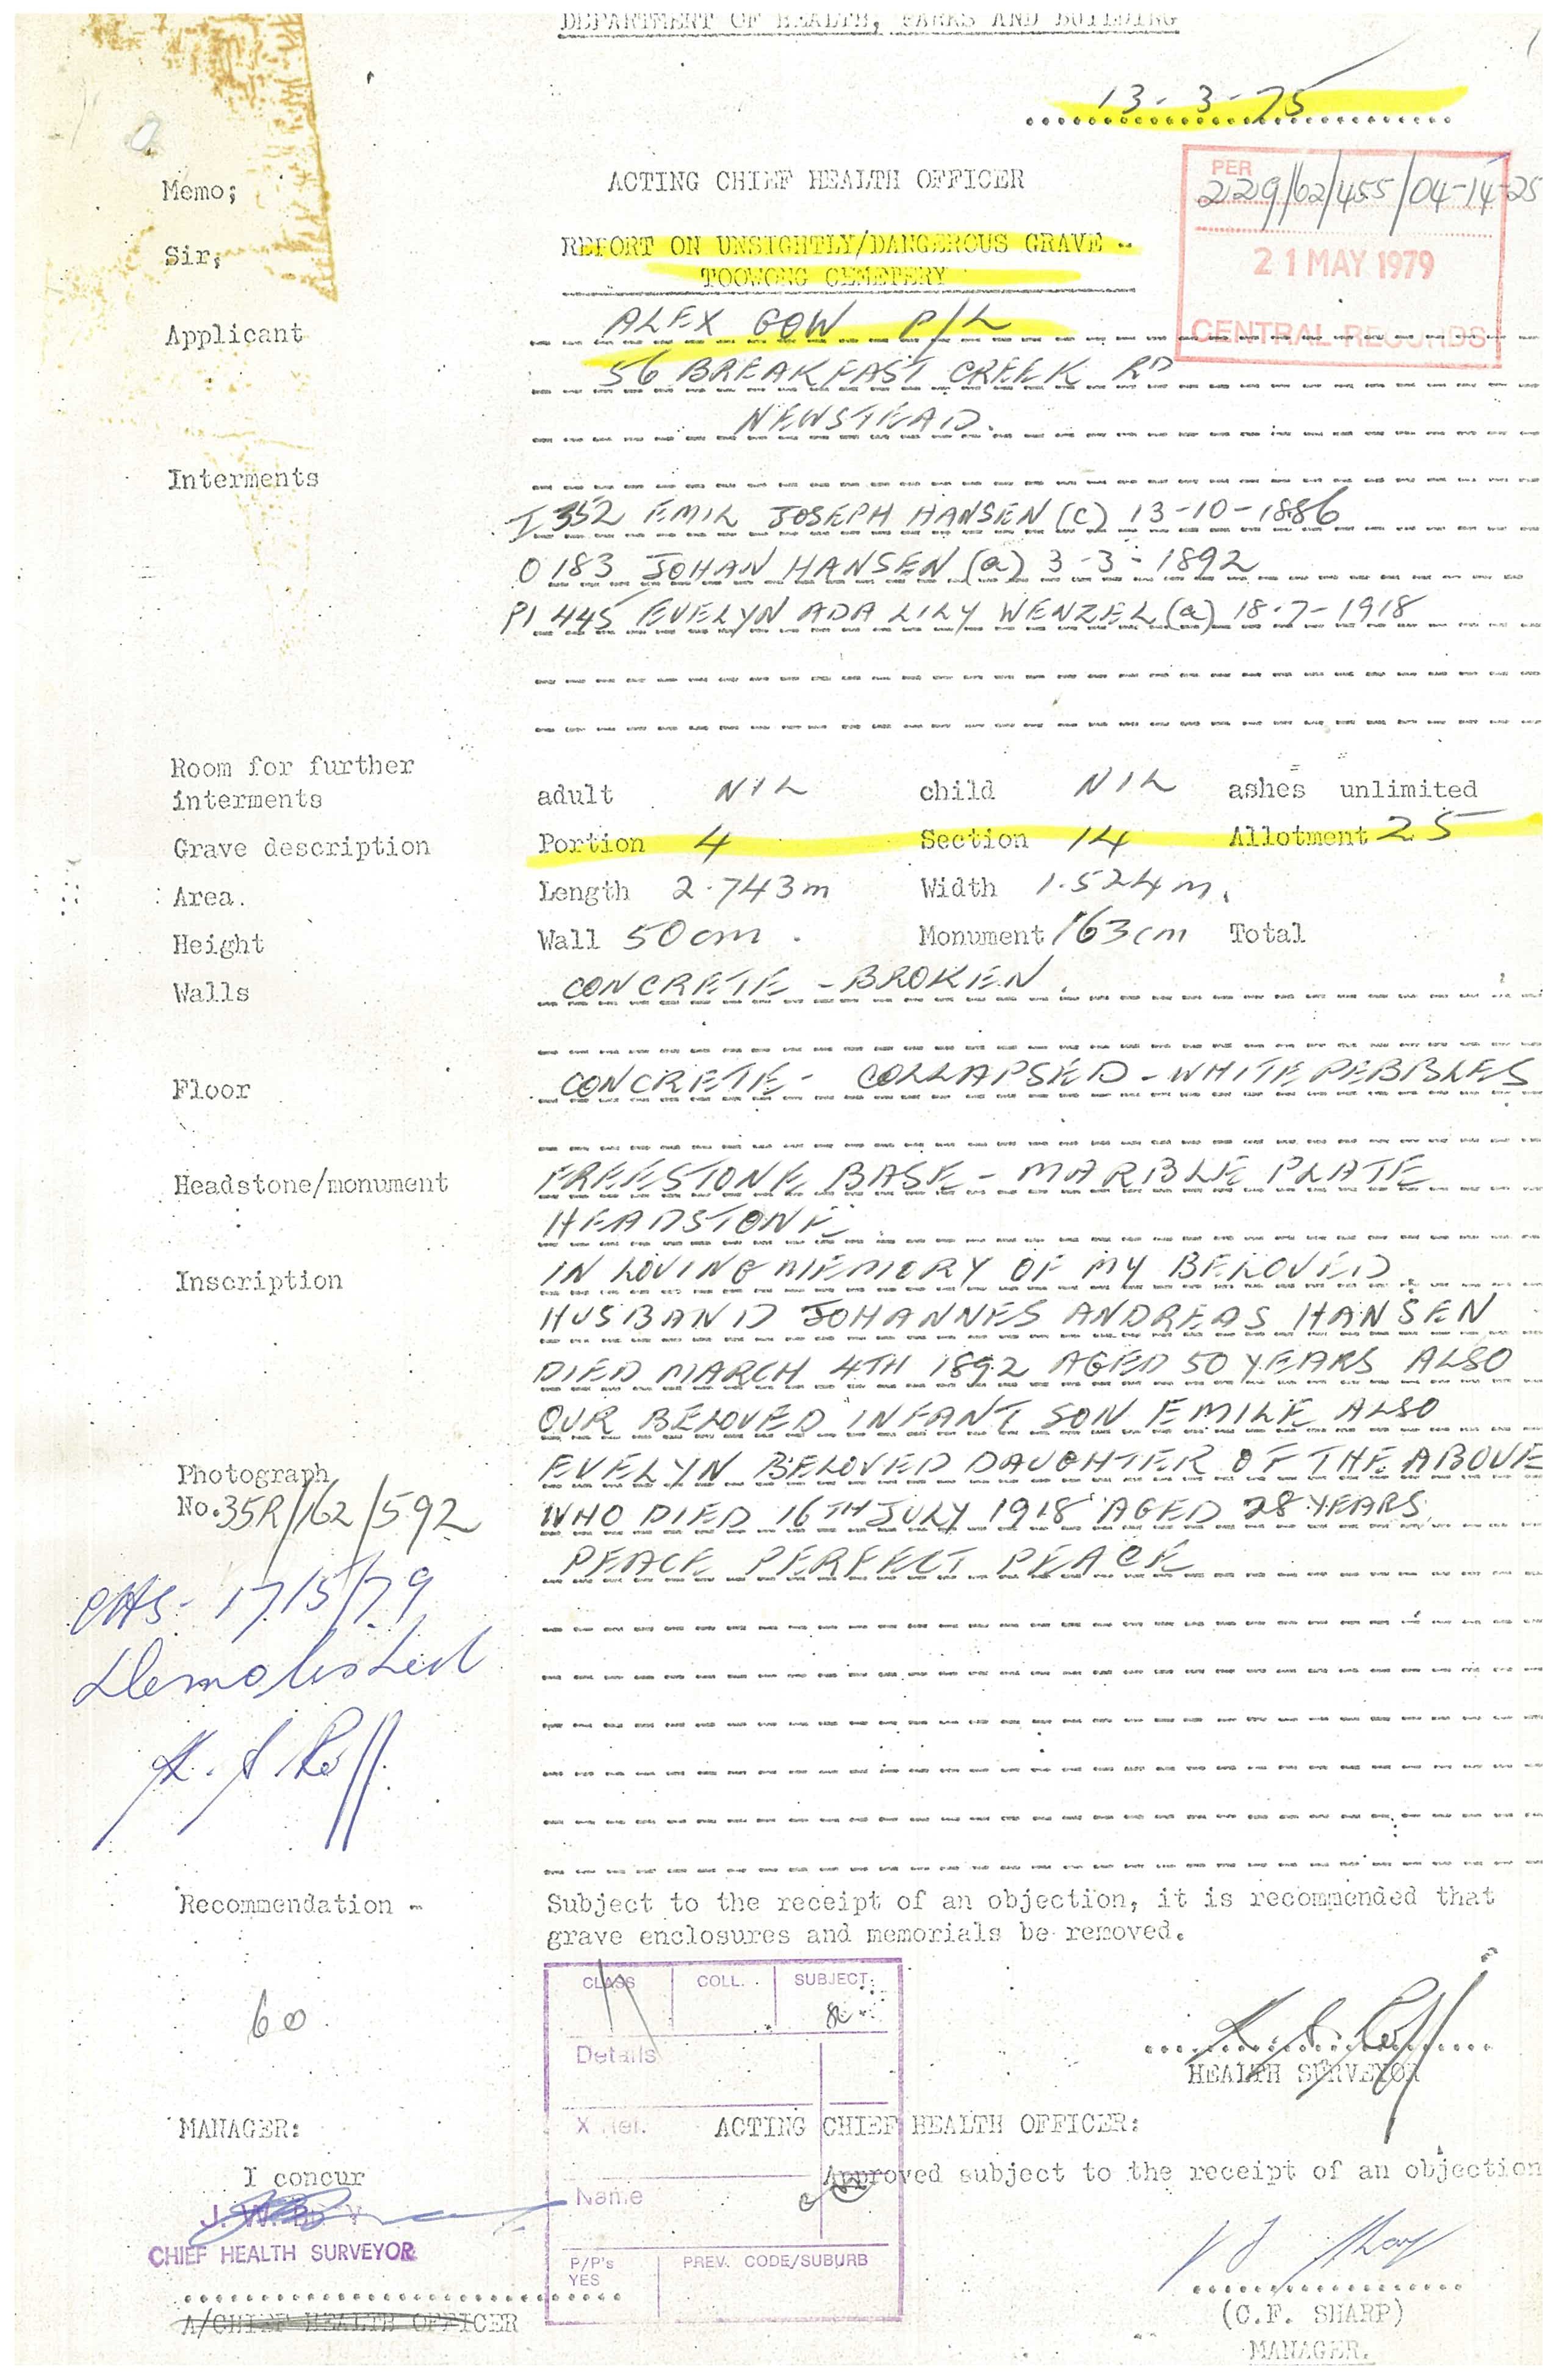 DEPARTMENT OF HEALTH, PARKS AND BUILDING
13-3-75
Memo; ACTING CHIEF HEALTH OFFICER
PER
229/62/455/04-14-25
21 MAY 1979
CENTRAL RECORDS
Sir, REPORT ON UNSIGHTLY/DANGEROUS GRAVE -
TOOWONG CEMETERY
Applicant ALEX GOW P/L
56 BREAKFAST CREEK RD
NEWSTEAD.
Interments
I 352 EMIL JOSEPH HANSEN (C) 13-10-1886
O 183 JOHAN HANSEN (a) 3-3-1892
P1 445 EVELYN ADA LILY WENZEL (a) 18-7-1918
Room for further
interments adult NIL child NIL ashes unlimited
Grave description Portion 4 Section 14 Allotment 25
Area. Length 2.743m Width 1.524m.
Height Wall 50cm. Monument 163cm Total
Walls CONCRETE - BROKEN.
Floor CONCRETE - COLLAPSED - WHITE PEBBLES
Headstone/monument FREESTONE BASE - MARBLE PLATE
HEADSTONE.
Inscription IN LOVING MEMORY OF MY BELOVED
HUSBAND JOHANNES ANDREAS HANSEN
DIED MARCH 4TH 1892 AGED 50 YEARS ALSO
OUR BELOVED INFANT SON EMILE ALSO
Photograph EVELYN BELOVED DAUGHTER OF THE ABOVE
No. 35R/162/592 WHO DIED 16TH JULY 1918 AGED 28 YEARS
PEACE PERFECT PEACE
17/5/79
Demolished
Recommendation - Subject to the receipt of an objection, it is recommended that
grave enclosures and memorials be removed.
CLASS COLL. SUBJECT
60
Details
HEALTH SURVEYOR
X Ref.
MANAGER: ACTING CHIEF HEALTH OFFICER:
I concur Approved subject to the receipt of an objection
Name
J. W.
CHIEF HEALTH SURVEYOR
P/P's PREV. CODE/SUBURB
YES
A/CHIEF HEALTH OFFICER
(C.F. SHARP)
MANAGER.